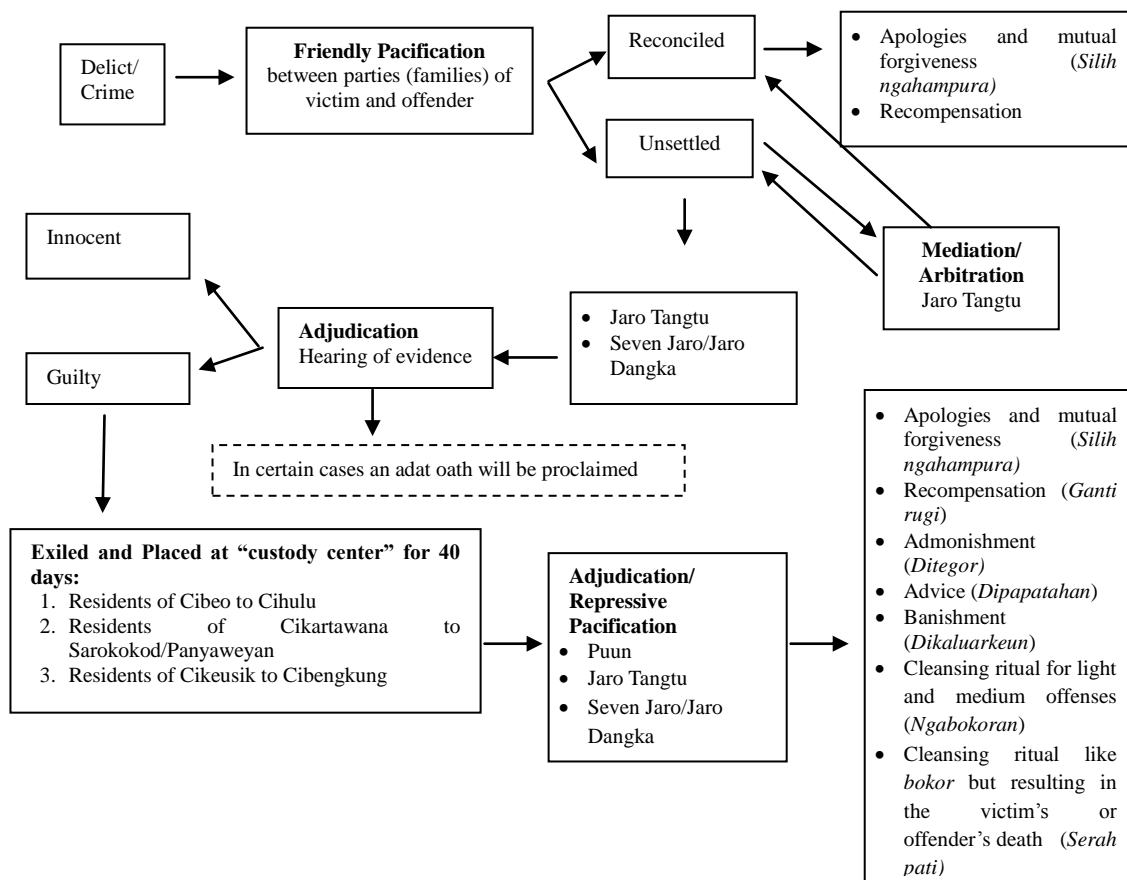 Delict/
Crime
Friendly Pacification
between parties (families) of
victim and offender
Reconciled
• Apologies and mutual
forgiveness (Silih
ngahampura)
• Recompensation
Unsettled
Mediation/
Arbitration
Jaro Tangtu
Innocent
Guilty
Adjudication
Hearing of evidence
• Jaro Tangtu
• Seven Jaro/Jaro
Dangka
In certain cases an adat oath will be proclaimed
Exiled and Placed at “custody center” for 40
days:
1. Residents of Cibeo to Cihulu
2. Residents of Cikartawana to
Sarokokod/Panyaweyan
3. Residents of Cikeusik to Cibengkung
Adjudication/
Repressive
Pacification
• Puun
• Jaro Tangtu
• Seven Jaro/Jaro
Dangka
• Apologies and mutual
forgiveness (Silih
ngahampura)
• Recompensation (Ganti
rugi)
• Admonishment
(Ditegor)
• Advice (Dipapatahan)
• Banishment
(Dikaluarkeun)
• Cleansing ritual for light
and medium offenses
(Ngabokoran)
• Cleansing ritual like
bokor but resulting in
the victim’s or
offender’s death (Serah
pati)